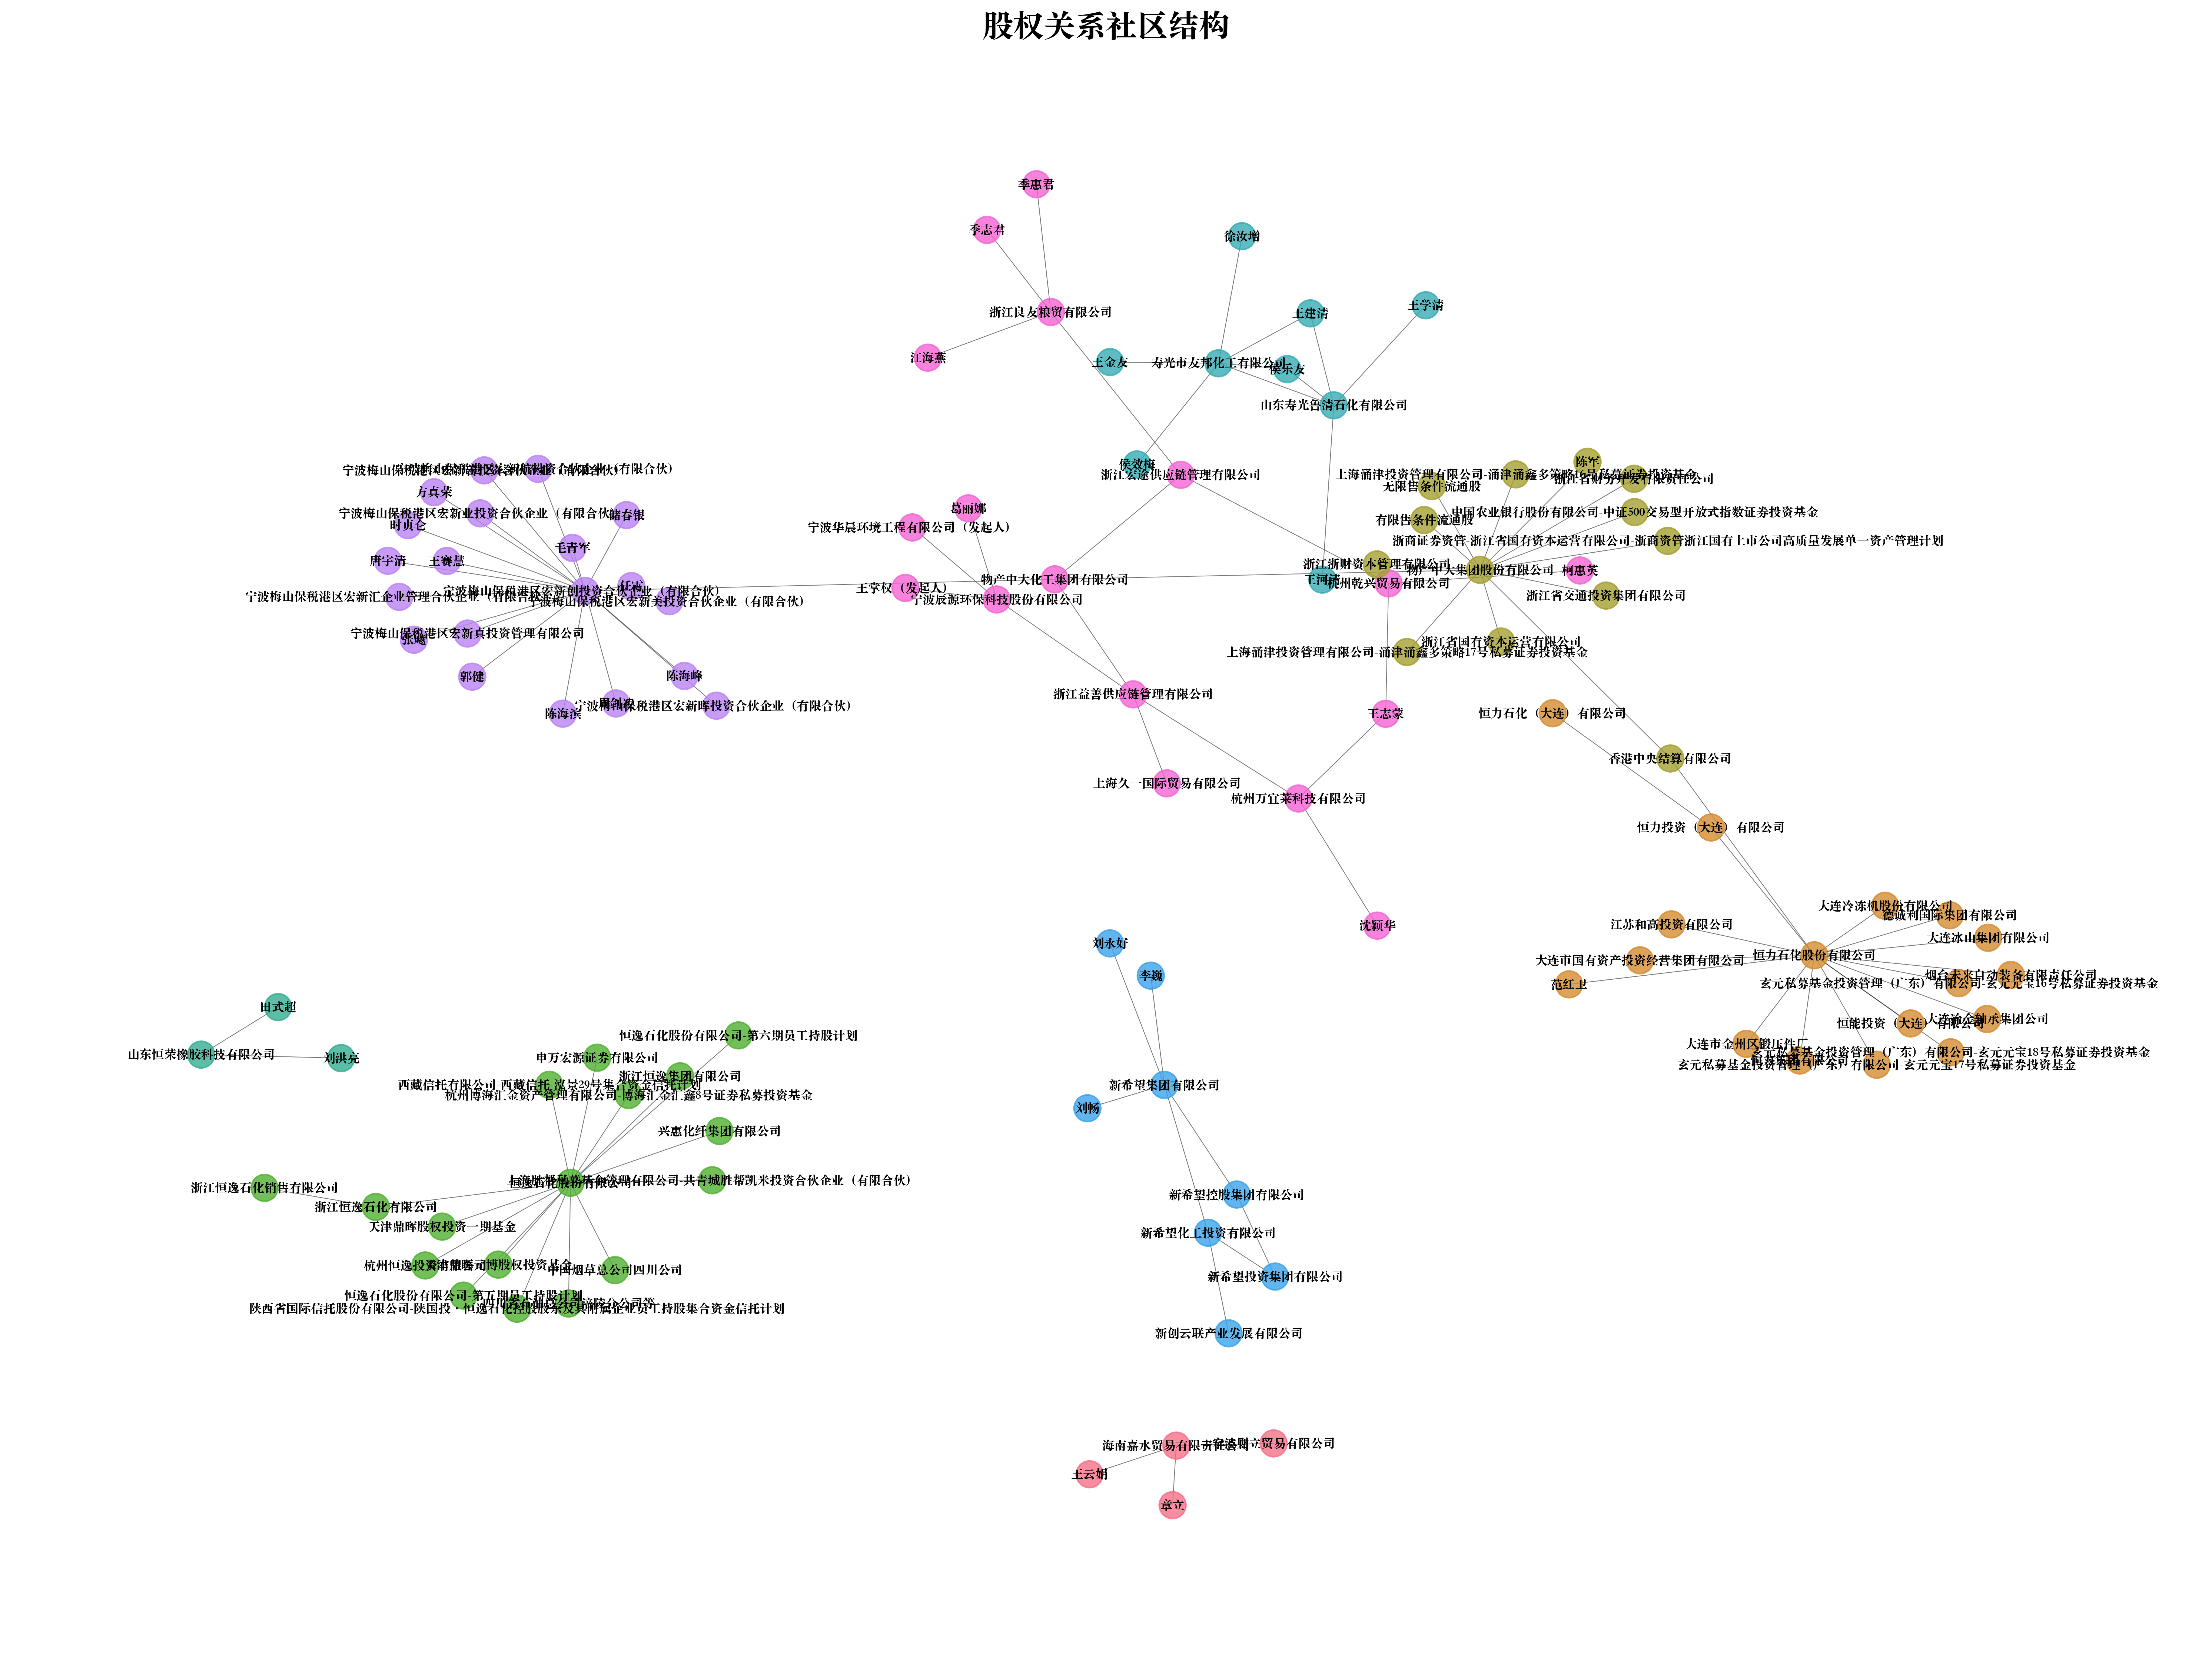 股权关系社区结构
季惠君
季志君
徐汝增
王学清
浙江良友粮贸有限公司
王建清
江海燕
王金友
寿光市友邦化工有限公司
侯乐友
山东寿光鲁清石化有限公司
侯效梅
浙江宏途供应链管理有限公司
陈军
上海涌津投资管理有限公司-涌津涌鑫多策略16号私募证券投资基金
浙江省财务开发有限责任公司
无限售条件流通股
有限售条件流通股
中国农业银行股份有限公司-中证500交易型开放式指数证券投资基金
浙商证券资管-浙江省国有资本运营有限公司-浙商资管浙江国有上市公司高质量发展单一资产管理计划
浙江浙财资本管理有限公司
物产中大集团股份有限公司
柯惠英
王河清
杭州乾兴贸易有限公司
浙江省交通投资集团有限公司
浙江省国有资本运营有限公司
上海涌津投资管理有限公司-涌津涌鑫多策略17号私募证券投资基金
方真荣
宁波梅山保税港区宏新业投资合伙企业（有限合伙）
储春银
时贞仑
毛青军
唐宇清
王赛慧
任霄
宁波梅山保税港区宏新创投资合伙企业（有限合伙）
宁波梅山保税港区宏新汇企业管理合伙企业（有限合伙）
宁波梅山保税港区宏新美投资合伙企业（有限合伙）
宁波梅山保税港区宏新真投资管理有限公司
张飚
郭健
陈海峰
陈海滨
宁波梅山保税港区宏新晖投资合伙企业（有限合伙）
葛丽娜
宁波华晨环境工程有限公司（发起人）
王掌权（发起人）
物产中大化工集团有限公司
宁波辰源环保科技股份有限公司
浙江益善供应链管理有限公司
王志蒙
上海久一国际贸易有限公司
杭州万宜莱科技有限公司
沈颖华
恒力石化（大连）有限公司
香港中央结算有限公司
恒力投资（大连）有限公司
大连冷冻机股份有限公司
德诚利国际集团有限公司
江苏和高投资有限公司
大连冰山集团有限公司
恒力石化股份有限公司
大连市国有资产投资经营集团有限公司
烟台未来自动装备有限责任公司
范红卫
玄元私募基金投资管理（广东）有限公司-玄元元宝16号私募证券投资基金
恒能投资（大连）有限公司
大连冶金轴承集团公司
大连市金州区锻压件厂
玄元私募基金投资管理（广东）有限公司-玄元元宝18号私募证券投资基金
玄元私募基金投资管理（广东）有限公司-玄元元宝17号私募证券投资基金
刘永好
李巍
新希望集团有限公司
刘畅
新希望控股集团有限公司
新希望化工投资有限公司
新希望投资集团有限公司
新创云联产业发展有限公司
田式超
山东恒荣橡胶科技有限公司
刘洪亮
恒逸石化股份有限公司-第六期员工持股计划
申万宏源证券有限公司
浙江恒逸集团有限公司
西藏信托有限公司-西藏信托-泓景29号集合资金信托计划
杭州博海汇金资产管理有限公司-博海汇金汇鑫8号证券私募投资基金
兴惠化纤集团有限公司
上海胜帮私募基金管理有限公司-共青城胜帮凯米投资合伙企业（有限合伙）
恒逸石化股份有限公司
浙江恒逸石化销售有限公司
浙江恒逸石化有限公司
天津鼎晖股权投资一期基金
杭州恒逸投资有限公司
中国烟草总公司四川公司
恒逸石化股份有限公司-第五期员工持股计划
陕西省国际信托股份有限公司-陕国投·恒逸石化控股股东及其附属企业员工持股集合资金信托计划
海南嘉水贸易有限责任公司
王云娟
章立